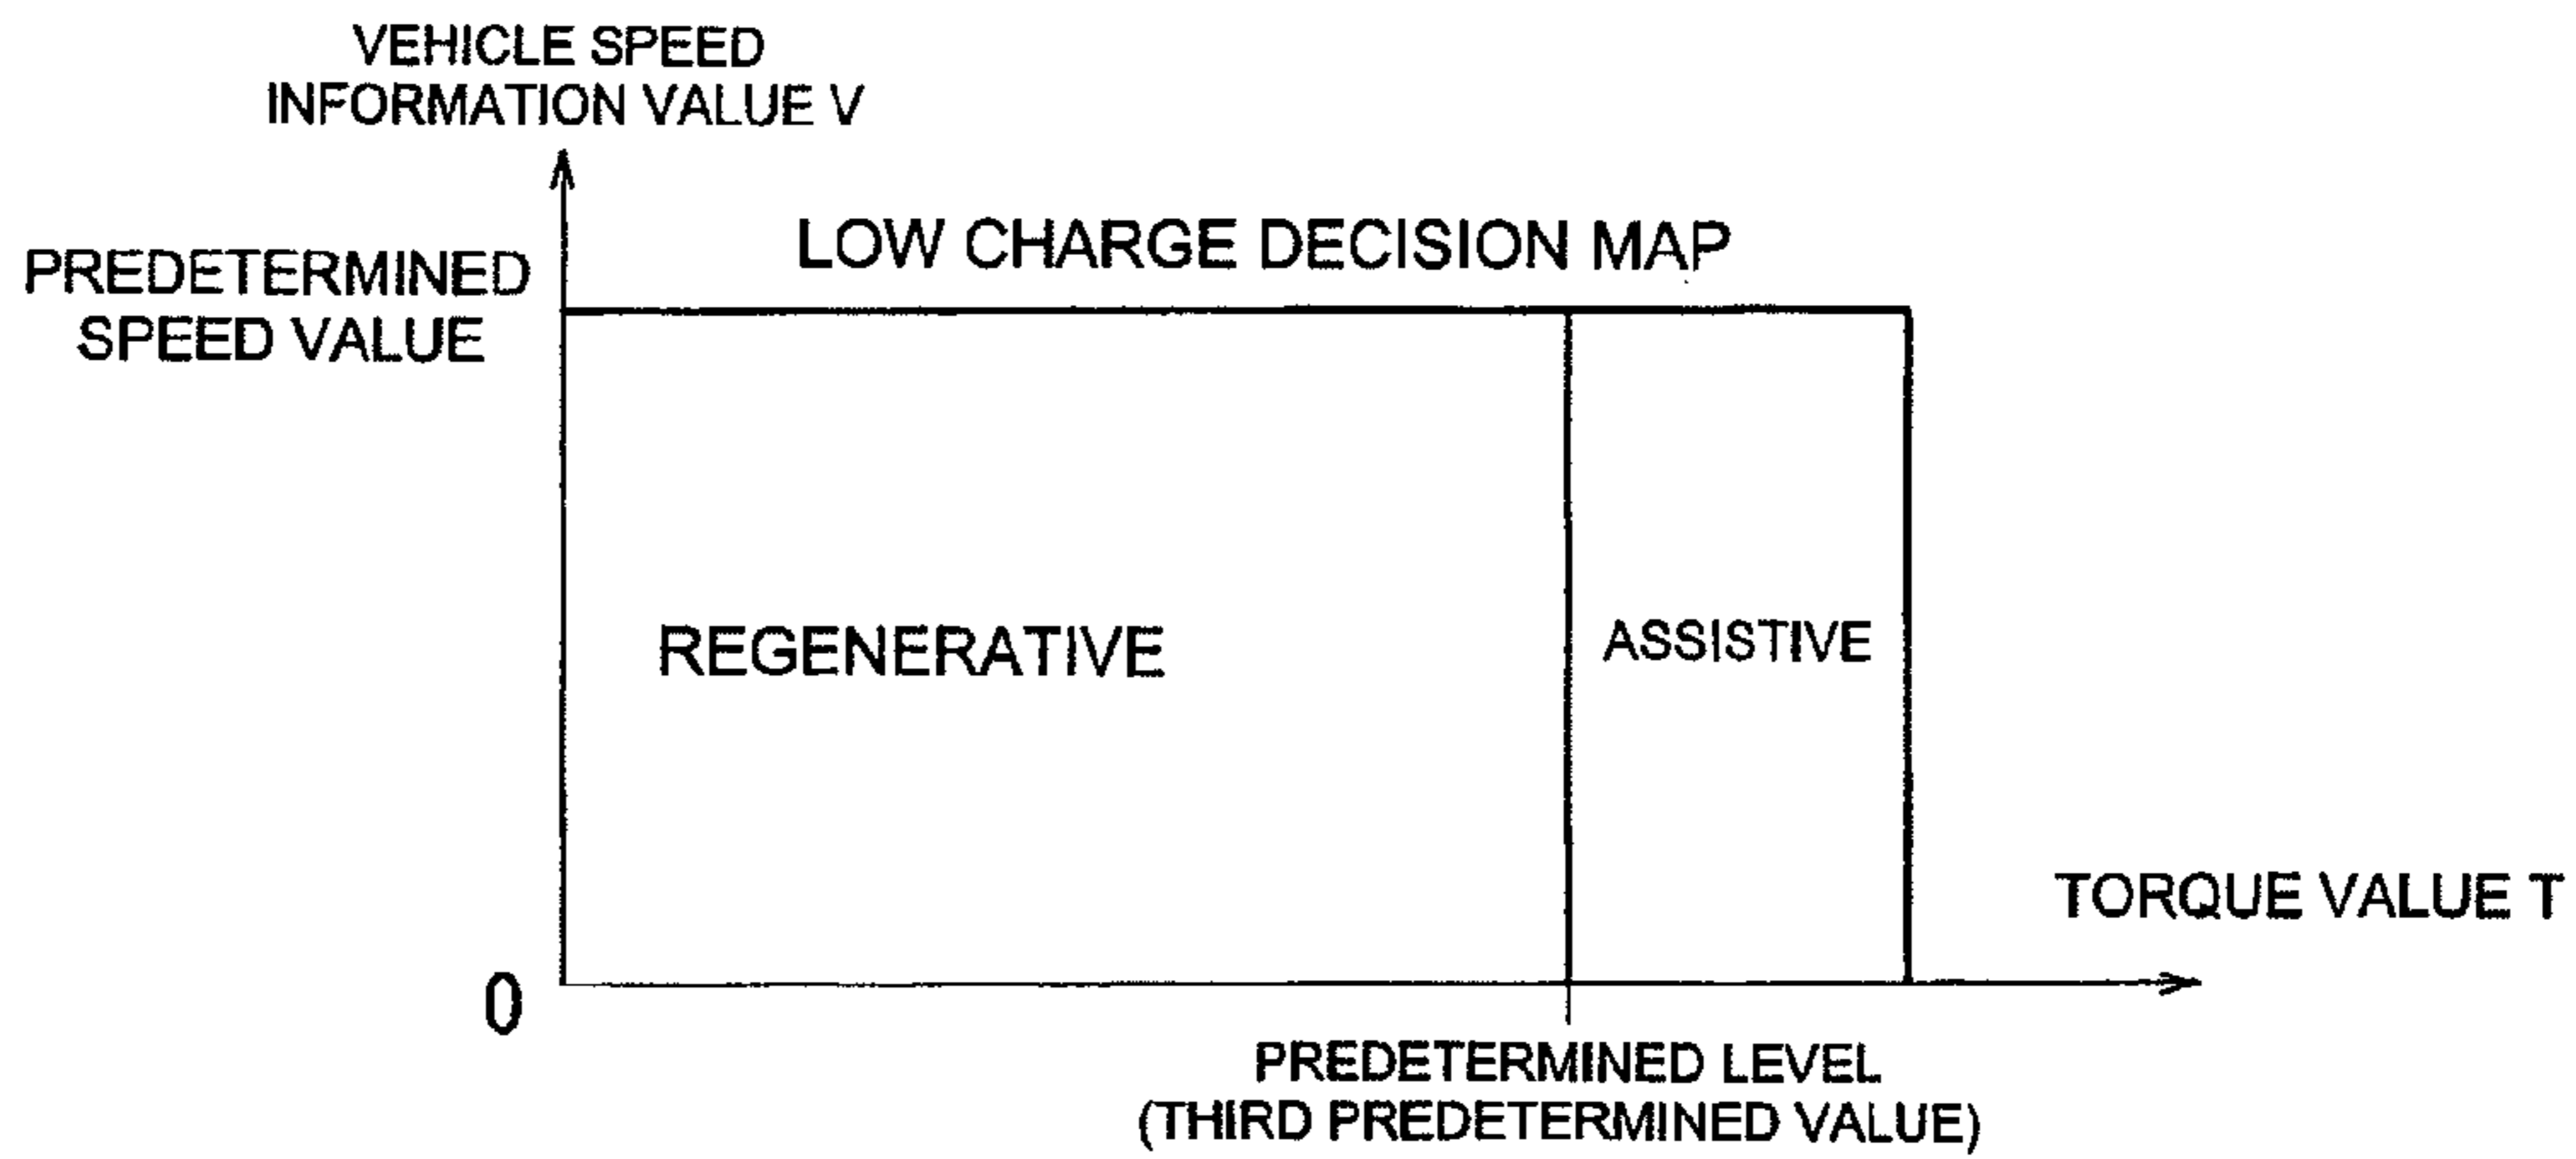 VEHICLE SPEED
INFORMATION VALUE V
LOW CHARGE DECISION MAP
PREDETERMINED
SPEED VALUE
REGENERATIVE
ASSISTIVE
TORQUE VALUE T
0
PREDETERMINED LEVEL
(THIRD PREDETERMINED VALUE)